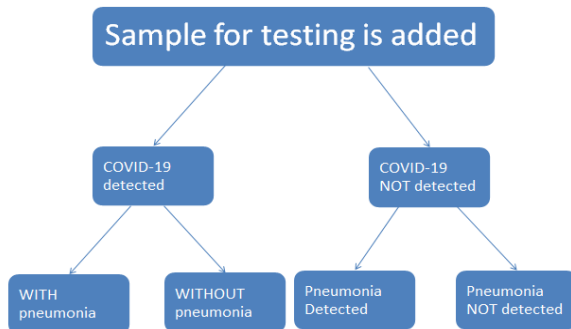 Sample for testing is added
COVID-19
detected
COVID-19
NOT detected
WITH
pneumonia
WITHOUT
pneumonia
Pneumonia
Detected
Pneumonia
NOT detected